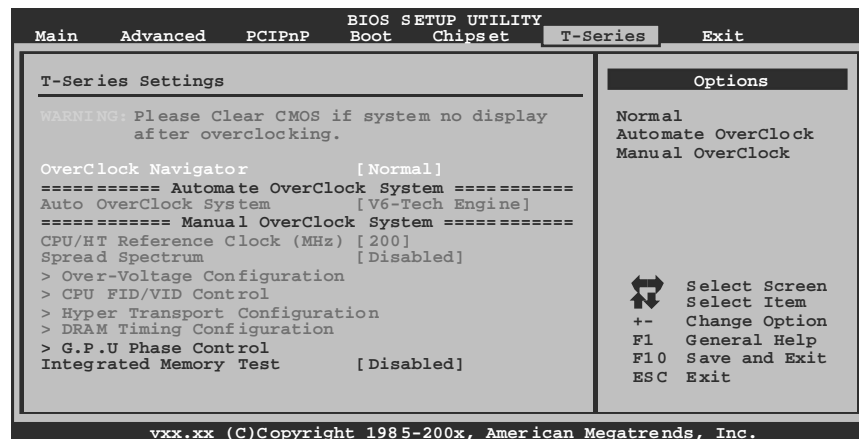 BIOS SETUP UTILITY
Main Advanced PCIPnP Boot Chipset T-Series Exit
T-Series Settings
WARNING: Please Clear CMOS if system no display
after overclocking.
OverClock Navigator [Normal]
=========== Automate OverClock System ===========
Auto OverClock System [V6-Tech Engine]
============ Manual OverClock System ============
CPU/HT Reference Clock (MHz) [200]
Spread Spectrum [Disabled]
> Over-Voltage Configuration
> CPU FID/VID Control
> Hyper Transport Configuration
> DRAM Timing Configuration
> G.P.U Phase Control
Integrated Memory Test [Disabled]
Options
Normal
Automate OverClock
Manual OverClock
Select Screen
Select Item
+- Change Option
F1 General Help
F10 Save and Exit
ESC Exit
vxx.xx (C)Copyright 1985-200x, American Megatrends, Inc.